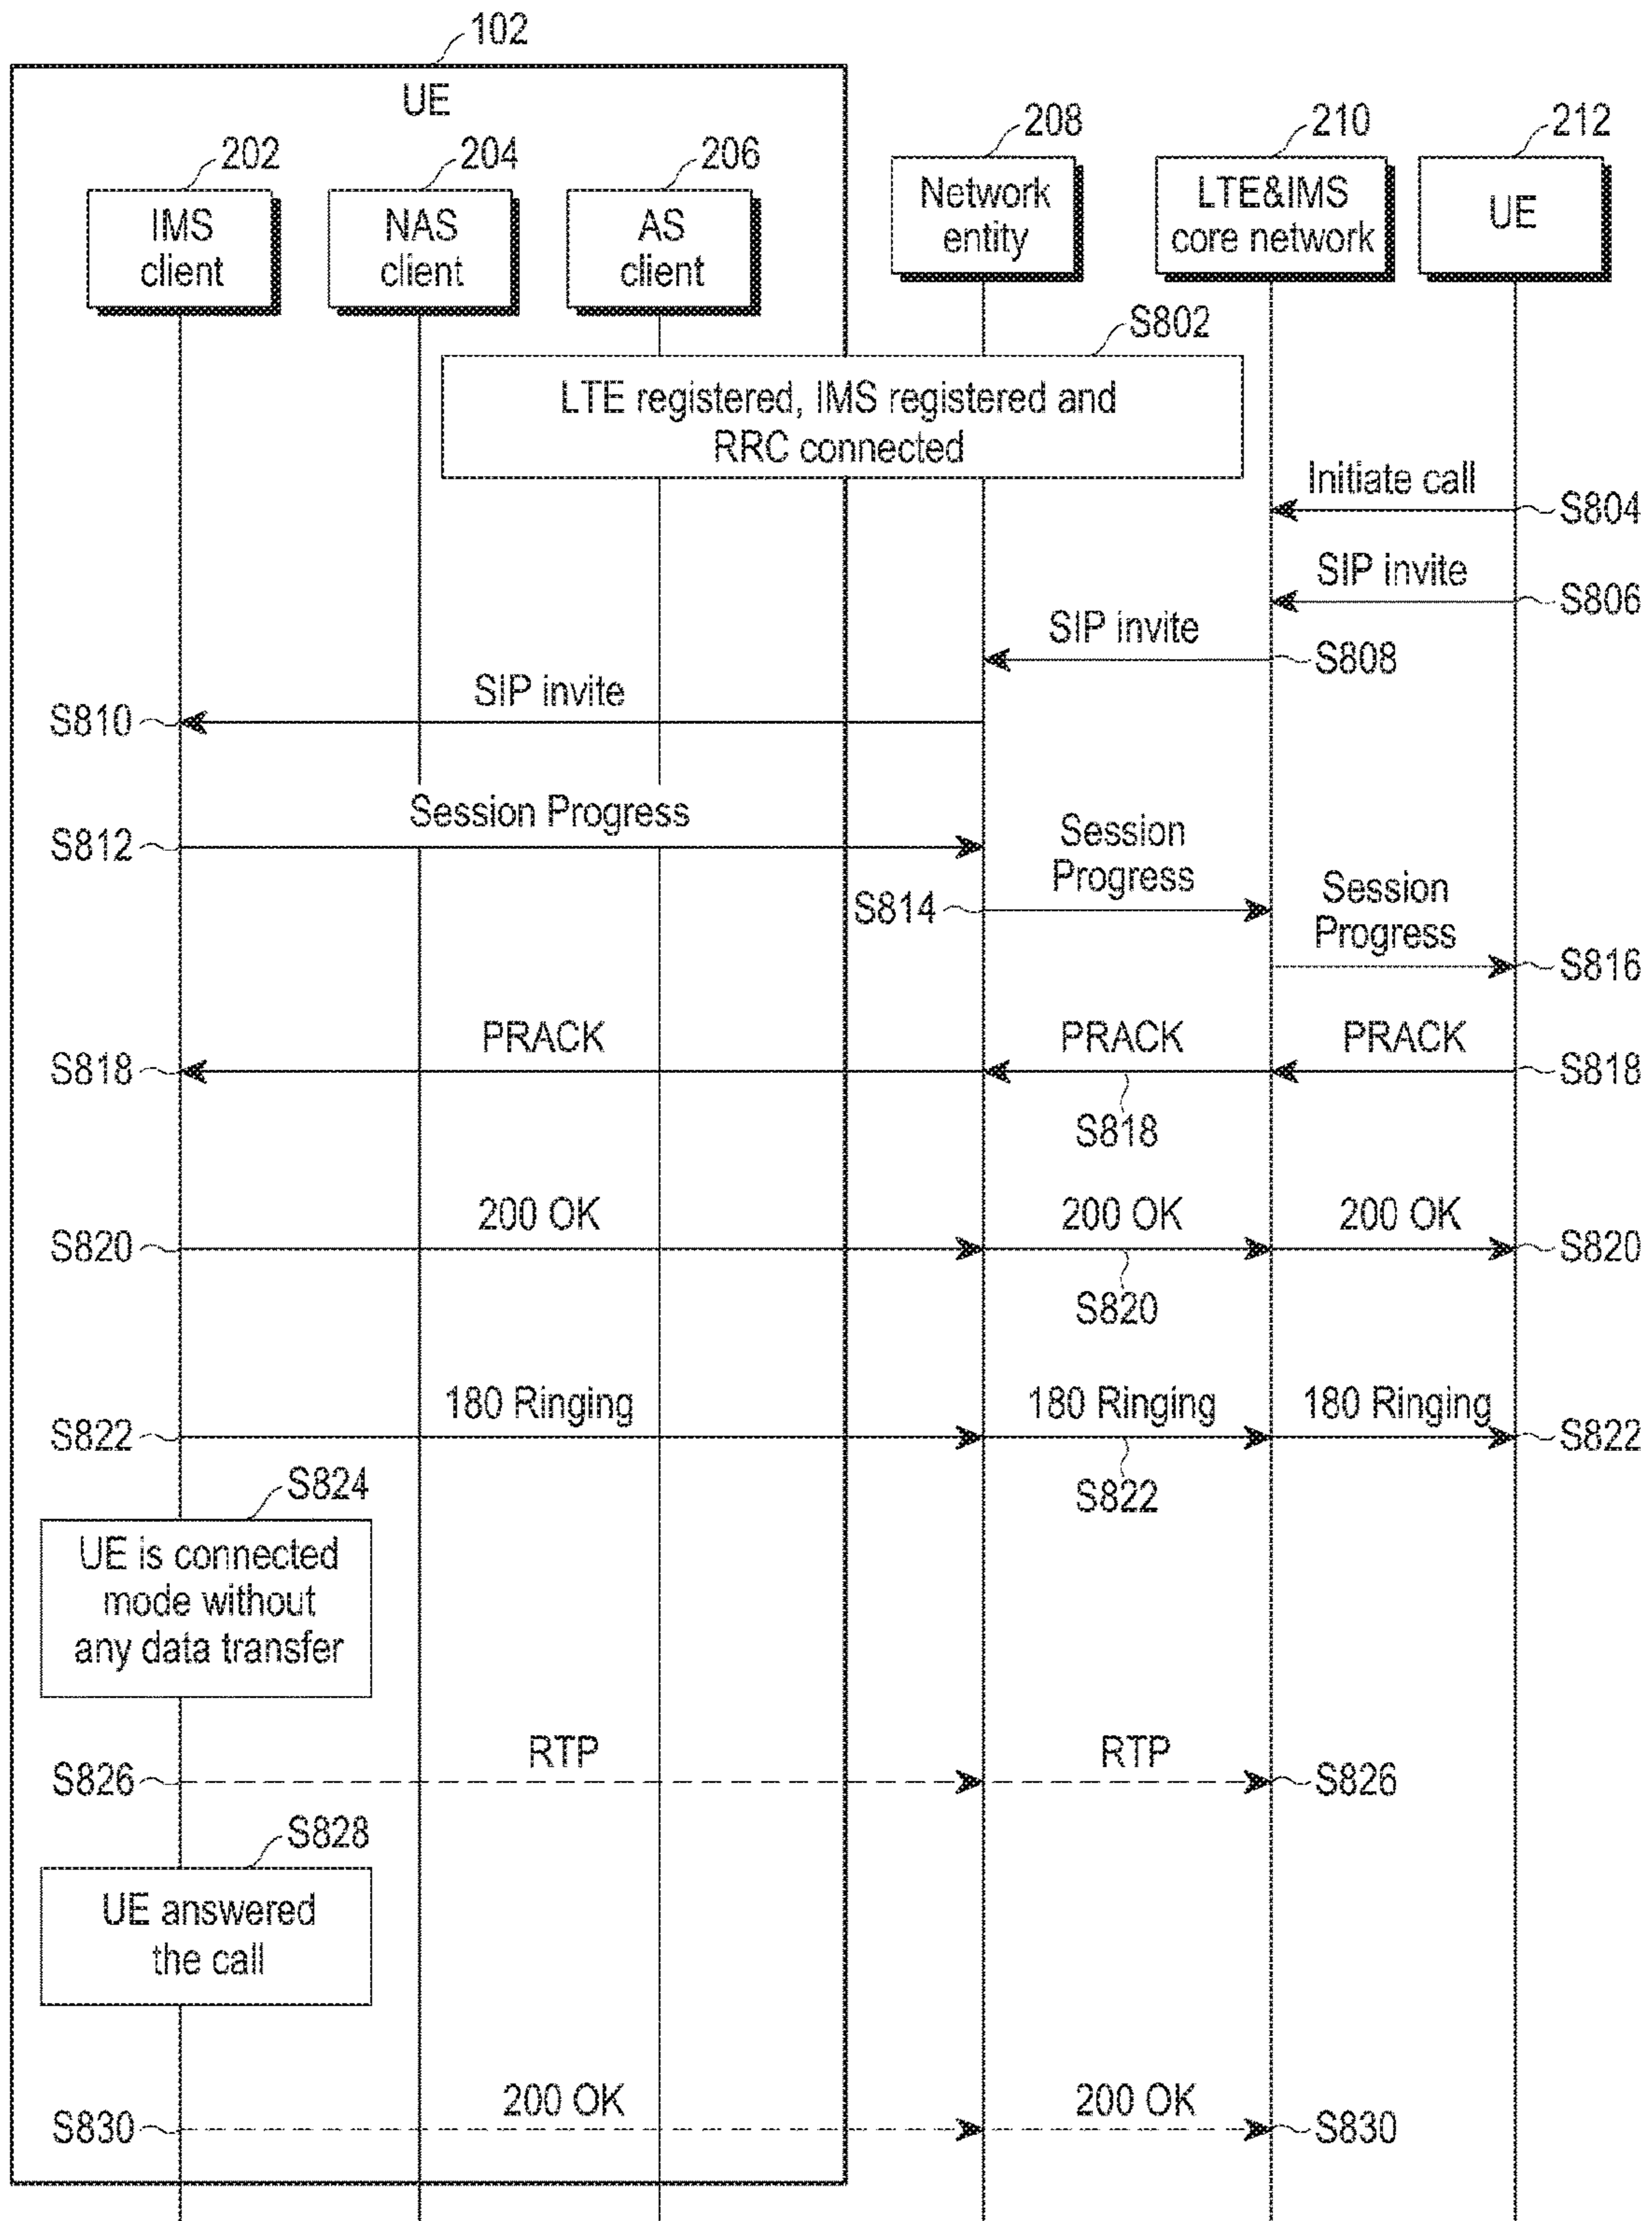 102
UE
202
204
206
208
210
212
IMS
client
NAS
client
AS
client
Network
entity
LTE&IMS
core network
UE
S802
LTE registered, IMS registered and
RRC connected
Initiate call
S804
SIP invite
S806
SIP invite
S808
SIP invite
S810
Session Progress
S812
Session
Progress
S814
Session
Progress
S816
PRACK
PRACK
PRACK
S818
S818
S818
200 OK
200 OK
200 OK
S820
S820
S820
180 Ringing
180 Ringing
180 Ringing
S822
S822
S822
S824
UE is connected
mode without
any data transfer
RTP
RTP
S826
S826
S828
UE answered
the call
200 OK
200 OK
S830
S830